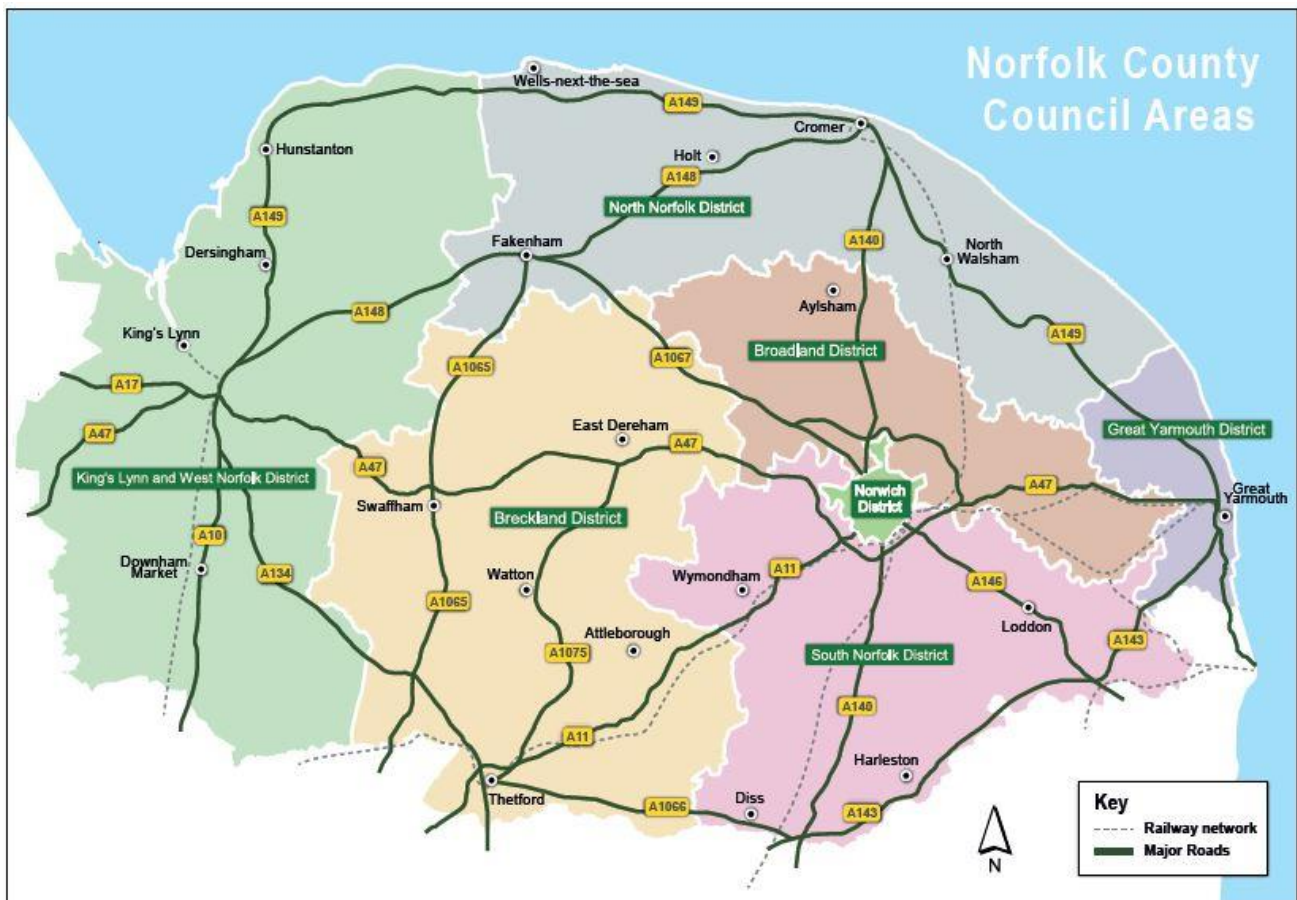 Norfolk County
Council Areas
Wells-next-the-sea
A149
Cromer
Hunstanton
Holt
A148
North Norfolk District
A149
A140
Dersingham
Fakenham
North
Walsham
Aylsham
A148
King's Lynn
A149
Broadland District
A1067
A1065
A17
A47
East Dereham
A47
Great Yarmouth District
A47
King's Lynn and West Norfolk District
Swaffham
Breckland District
Norwich
District
A47
Great
Yarmouth
A10
Downham
Market
A134
Watton
Wymondham
A11
A146
A1065
Loddon
Attleborough
A1075
South Norfolk District
A143
A140
A11
Harleston
Thetford
A1066
Diss
A143
N
Key
Railway network
Major Roads